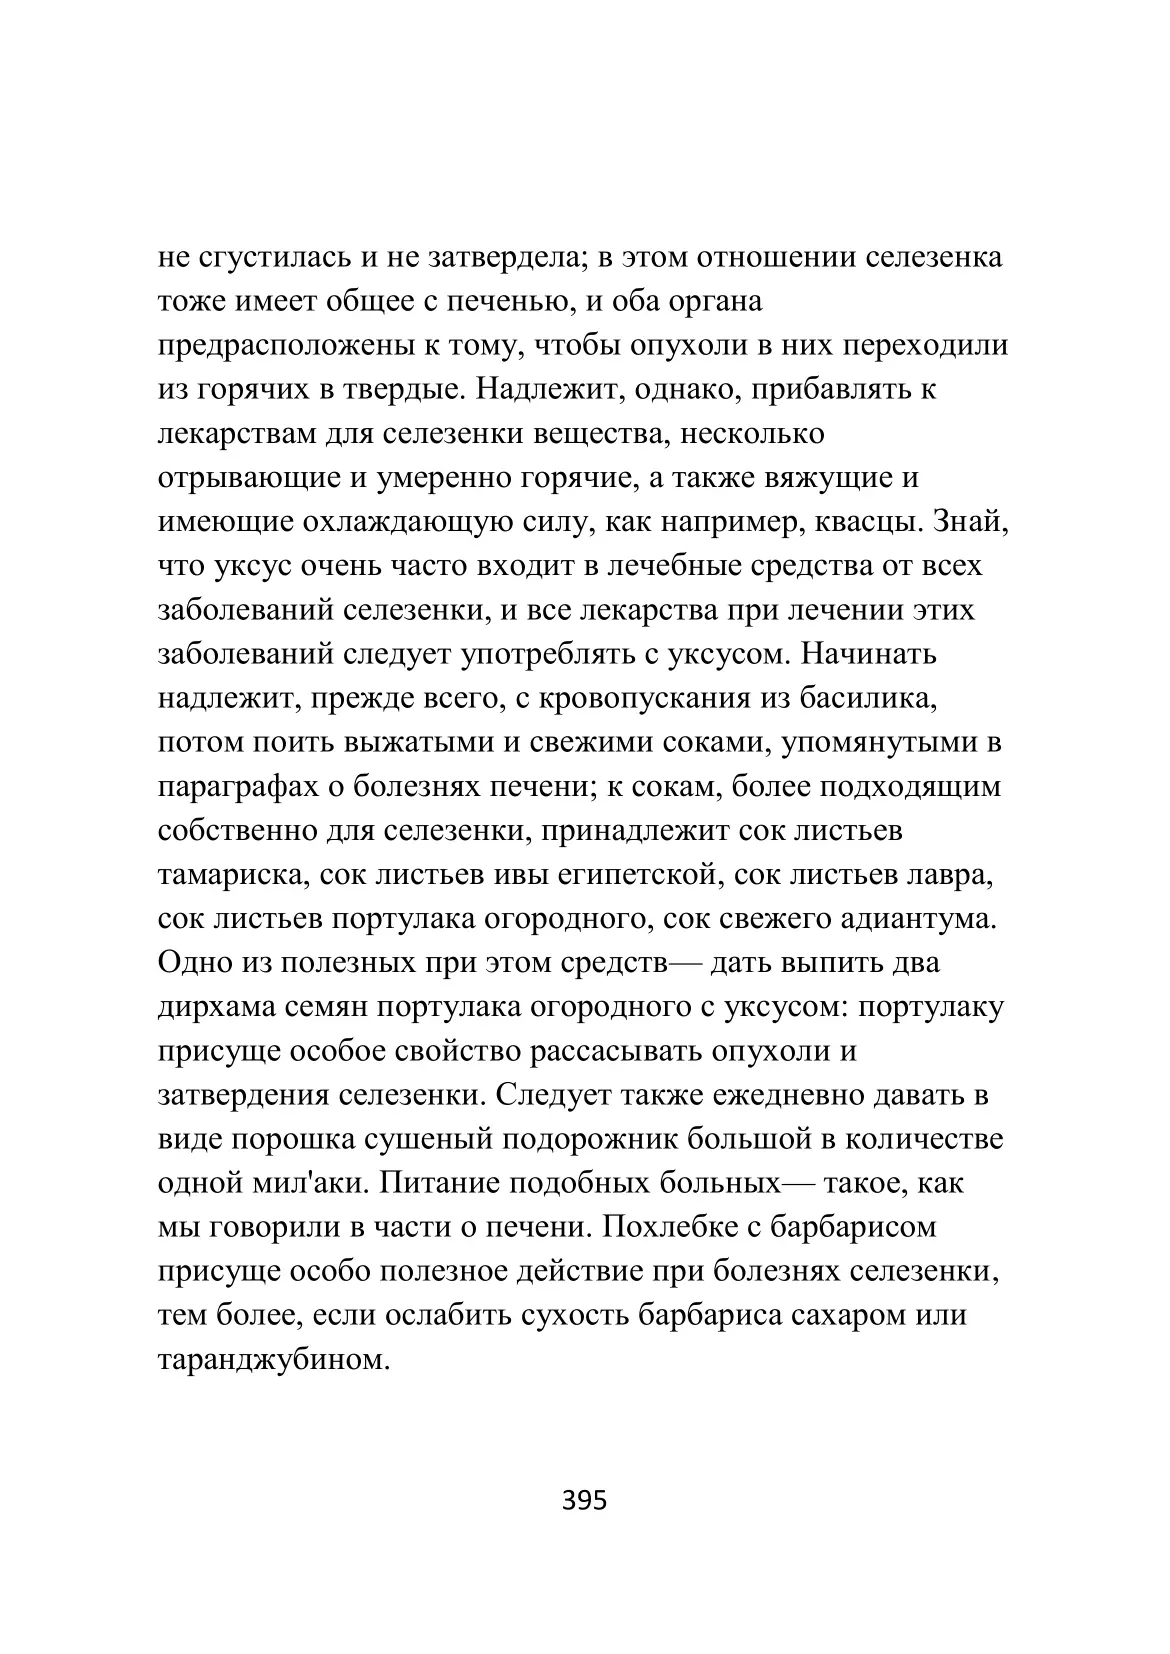 не сгустилась и не затвердела; в этом отношении селезенка
тоже имеет общее с печенью, и оба органа
предрасположены к тому, чтобы опухоли в них переходили
из горячих в твердые. Надлежит, однако, прибавлять к
лекарствам для селезенки вещества, несколько
отрывающие и умеренно горячие, а также вяжущие и
имеющие охлаждающую силу, как например, квасцы. Знай,
что уксус очень часто входит в лечебные средства от всех
заболеваний селезенки, и все лекарства при лечении этих
заболеваний следует употреблять с уксусом. Начинать
надлежит, прежде всего, с кровопускания из басилика,
потом поить выжатыми и свежими соками, упомянутыми в
параграфах о болезнях печени; к сокам, более подходящим
собственно для селезенки, принадлежит сок листьев
тамариска, сок листьев ивы египетской, сок листьев лавра,
сок листьев портулака огородного, сок свежего адиантума.
Одно из полезных при этом средств— дать выпить два
дирхама семян портулака огородного с уксусом: портулаку
присуще особое свойство рассасывать опухоли и
затвердения селезенки. Следует также ежедневно давать в
виде порошка сушеный подорожник большой в количестве
одной мил'аки. Питание подобных больных— такое, как
мы говорили в части о печени. Похлебке с барбарисом
присуще особо полезное действие при болезнях селезенки,
тем более, если ослабить сухость барбариса сахаром или
таранджубином.
395